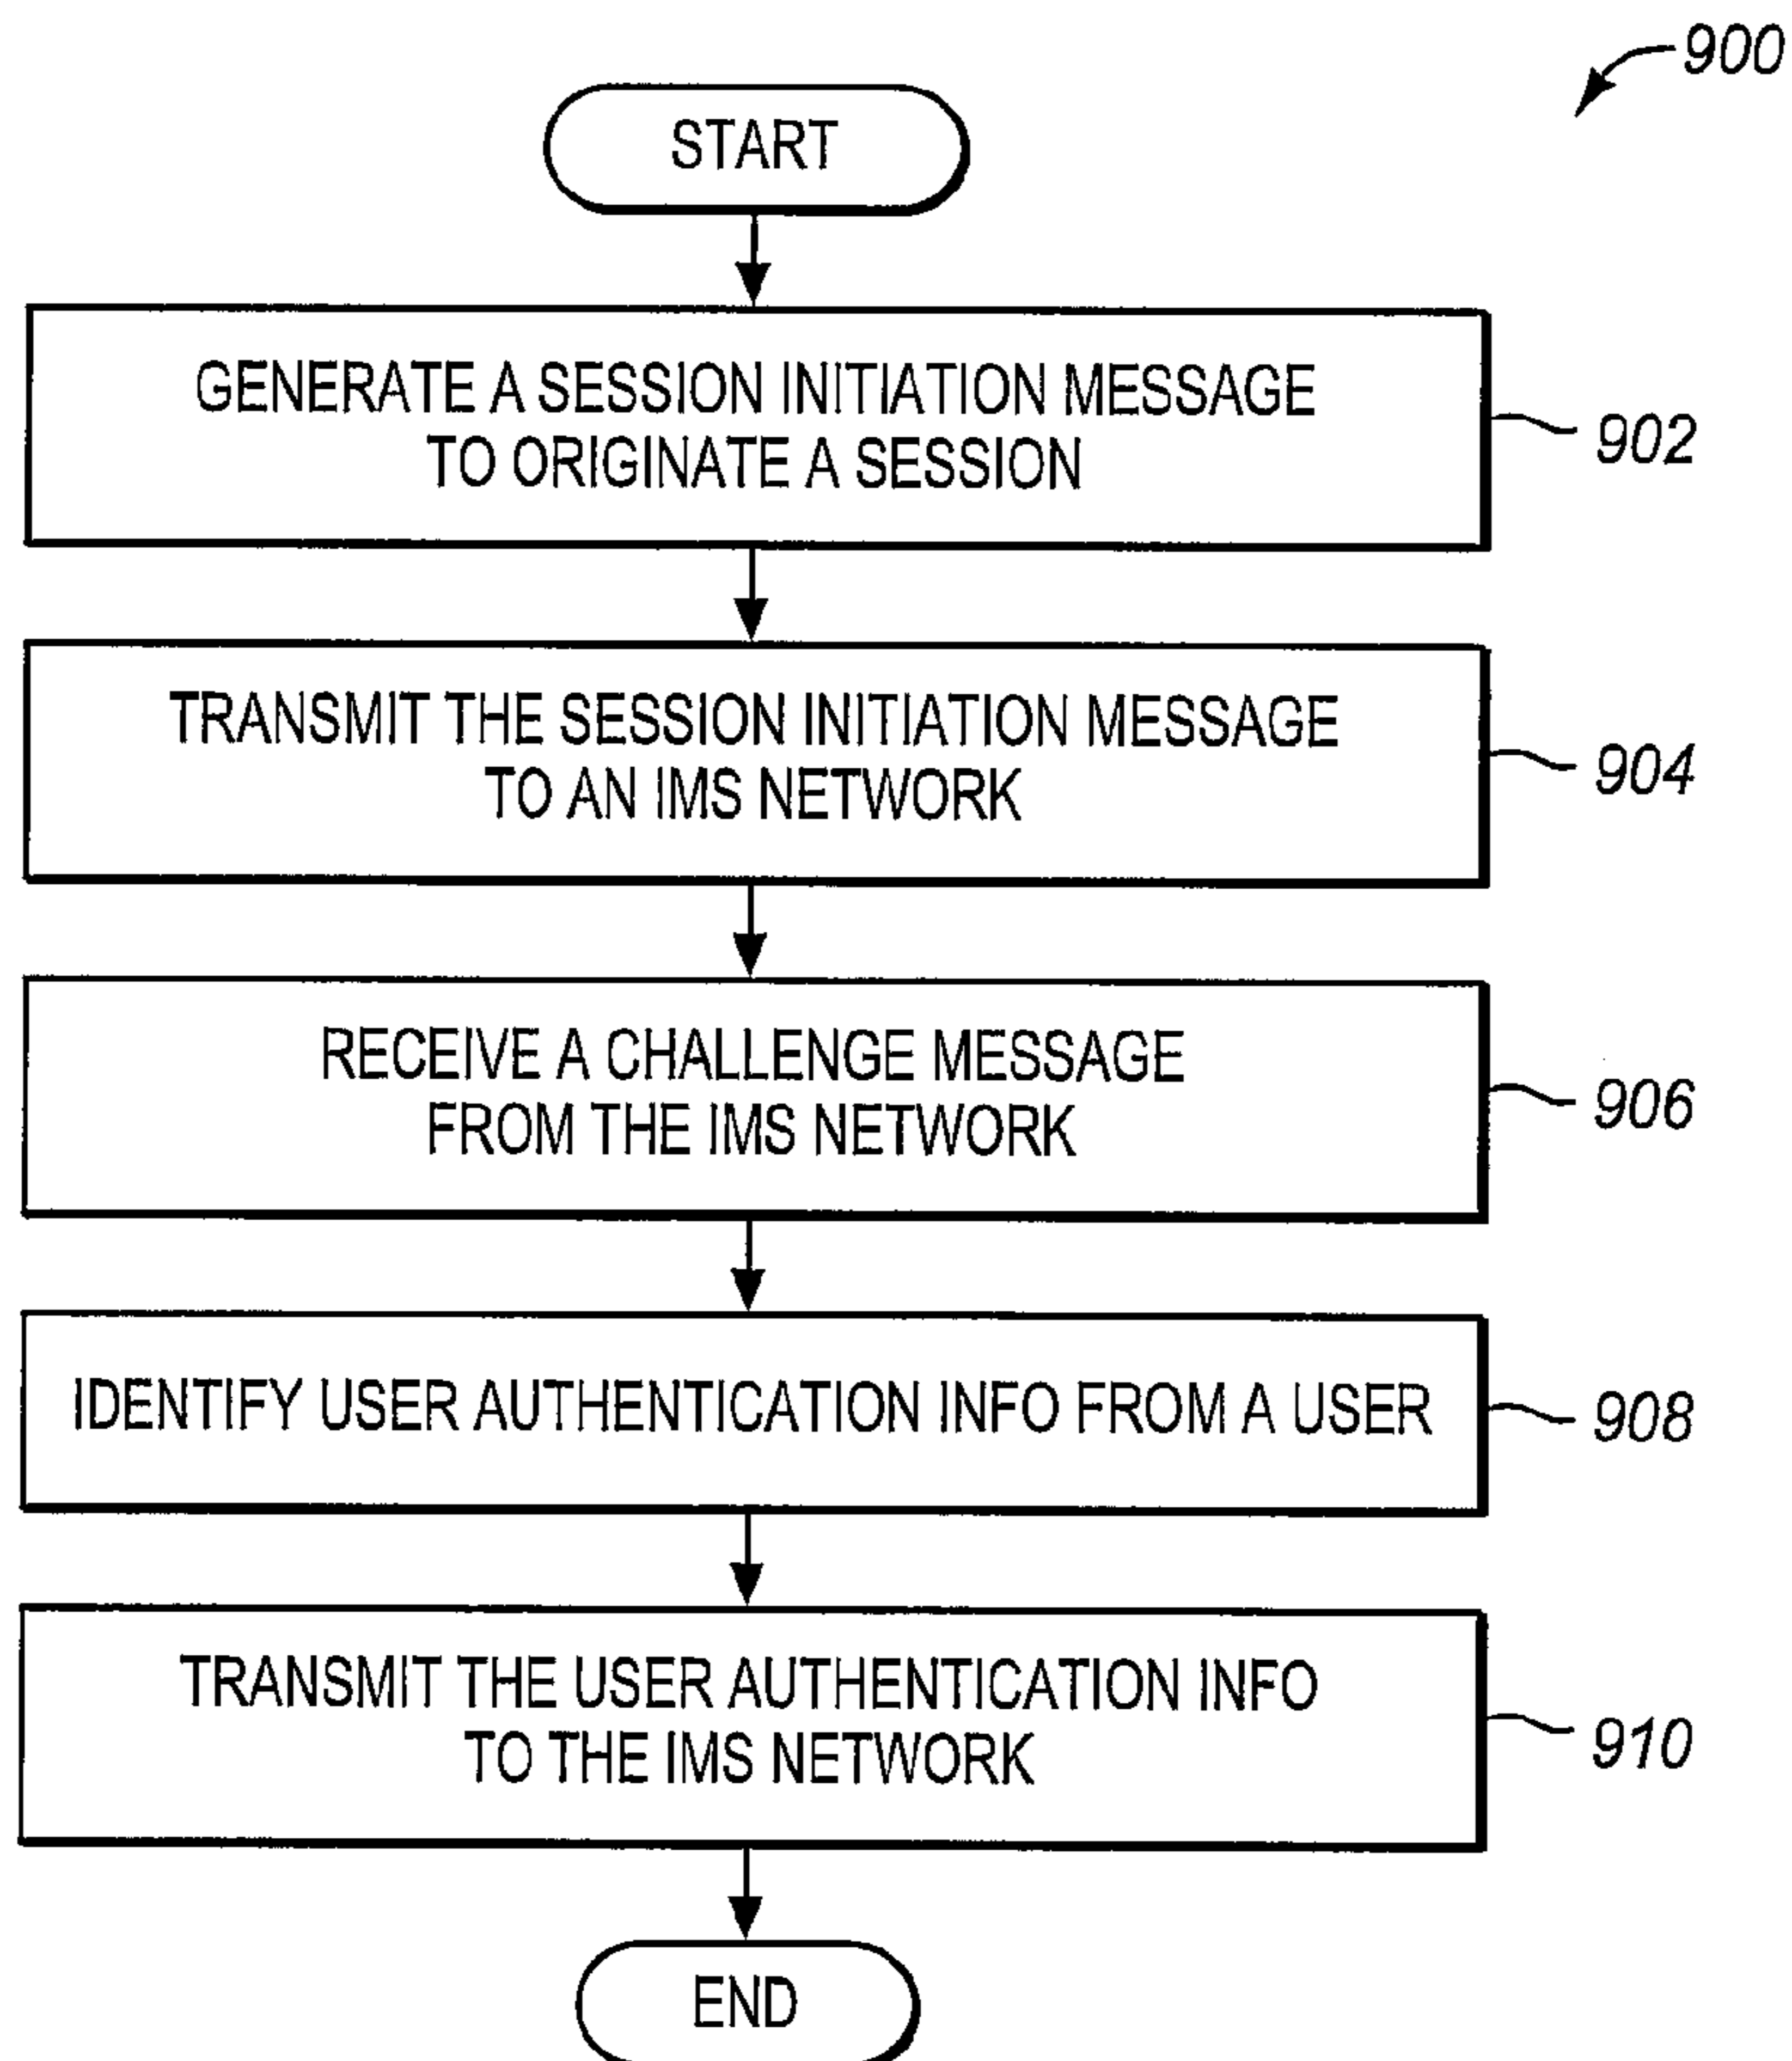 900
START
GENERATE A SESSION INITIATION MESSAGE
TO ORIGINATE A SESSION
902
TRANSMIT THE SESSION INITIATION MESSAGE
TO AN IMS NETWORK
904
RECEIVE A CHALLENGE MESSAGE
FROM THE IMS NETWORK
906
IDENTIFY USER AUTHENTICATION INFO FROM A USER
908
TRANSMIT THE USER AUTHENTICATION INFO
TO THE IMS NETWORK
910
END